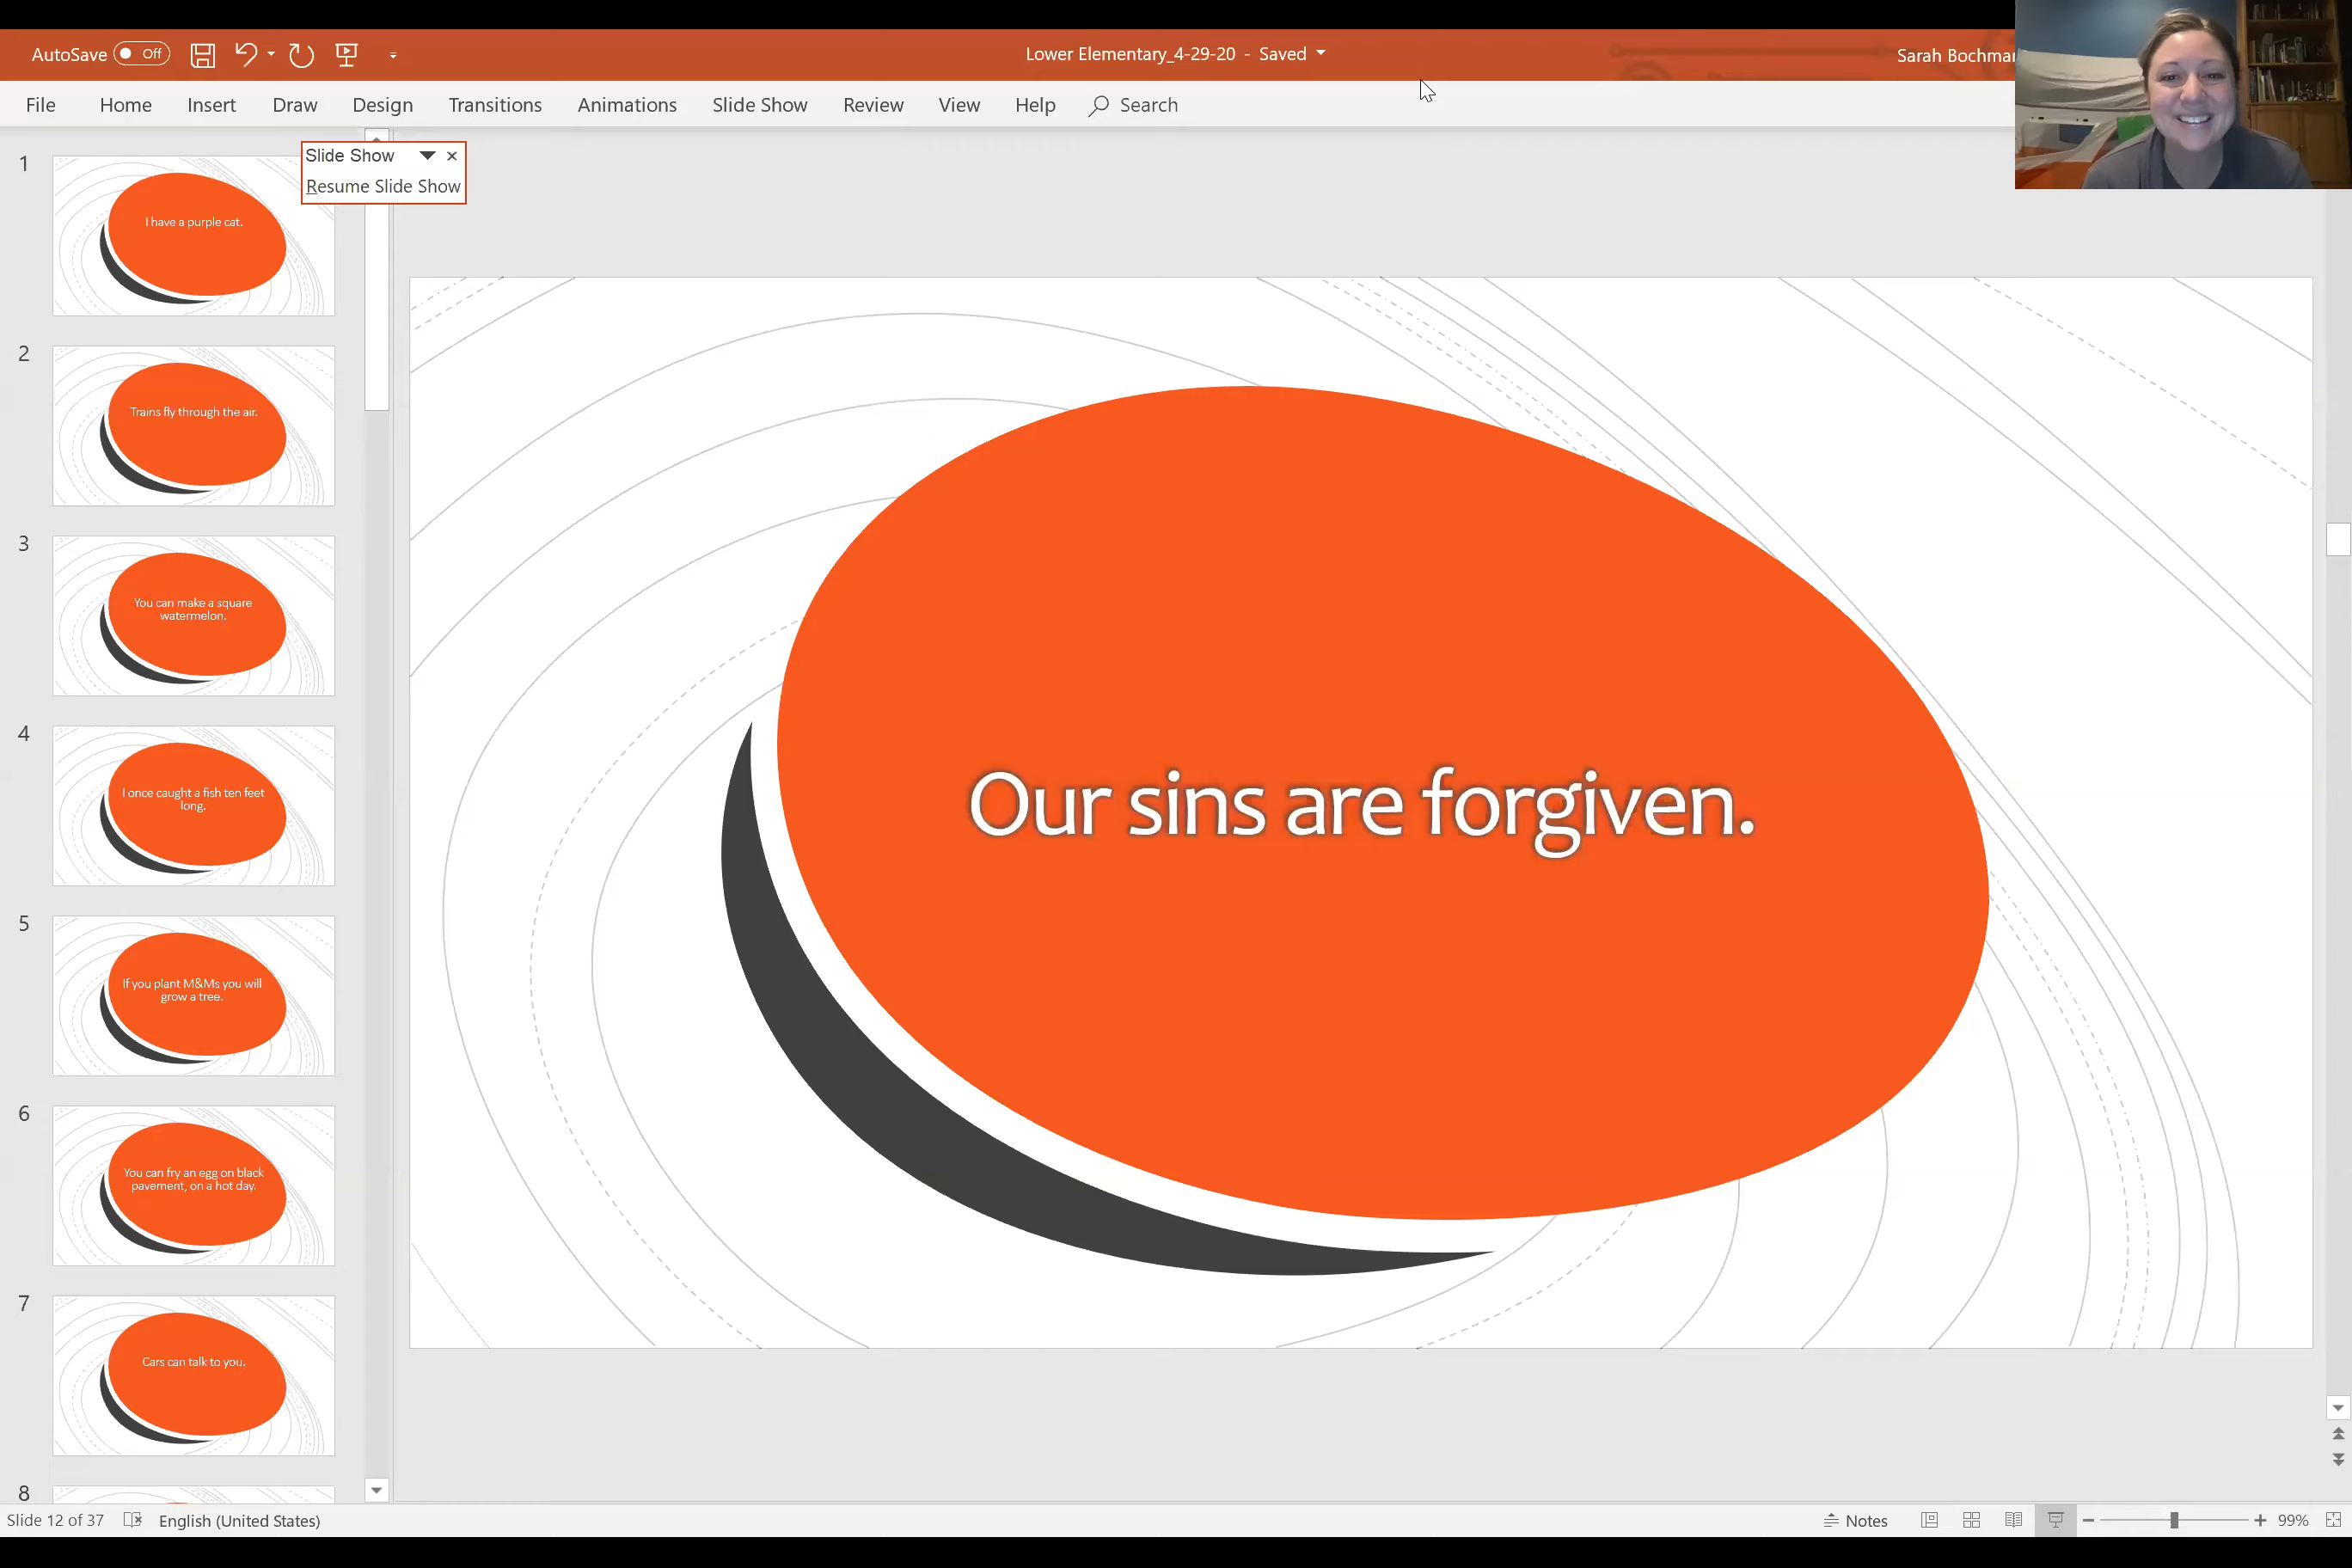 AutoSave Off
Lower Elementary_4-29-20 - Saved
Sarah Bochma
File Home Insert Draw Design Transitions Animations Slide Show Review View Help Search
Slide Show
Resume Slide Show
1
I have a purple cat.
2
Trains fly through the air.
3
You can make a square
watermelon.
4
I once caught a fish ten feet
long.
5
If you plant M&Ms you will
grow a tree.
6
You can fry an egg on black
pavement, on a hot day.
7
Cars can talk to you.
8
Our sins are forgiven.
Slide 12 of 37
English (United States)
Notes
99%